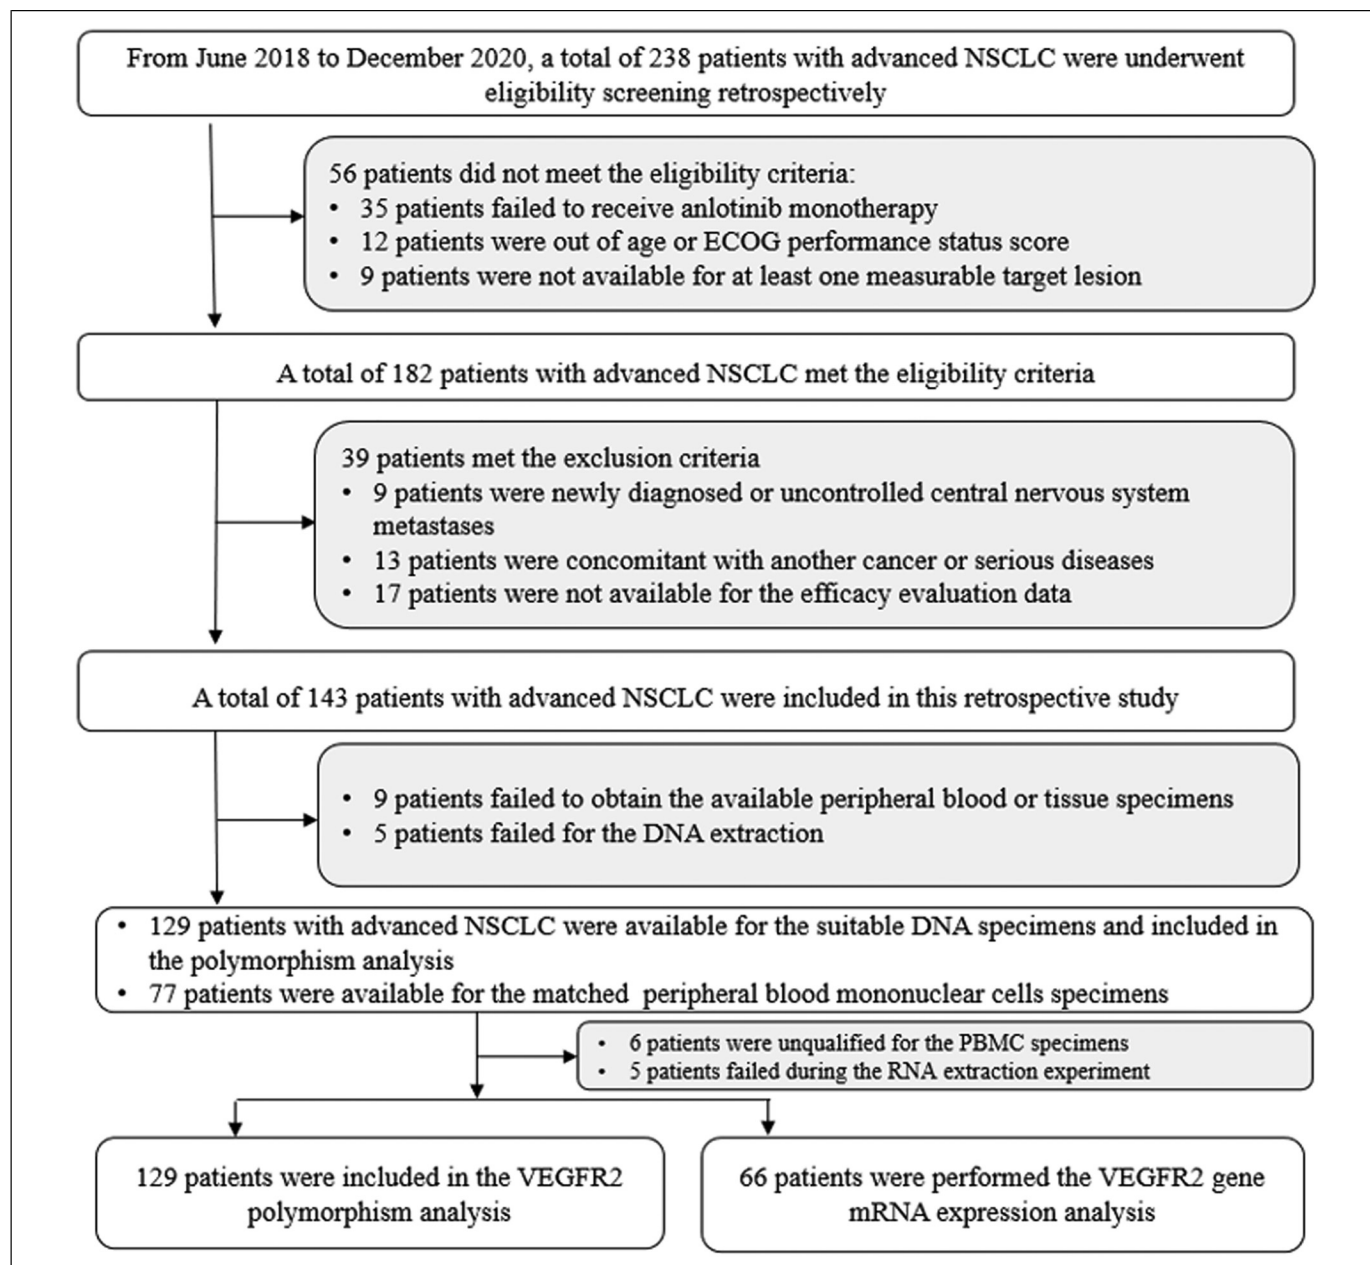 From June 2018 to December 2020, a total of 238 patients with advanced NSCLC were underwent
eligibility screening retrospectively
56 patients did not meet the eligibility criteria:
• 35 patients failed to receive anlotinib monotherapy
• 12 patients were out of age or ECOG performance status score
• 9 patients were not available for at least one measurable target lesion
A total of 182 patients with advanced NSCLC met the eligibility criteria
39 patients met the exclusion criteria
• 9 patients were newly diagnosed or uncontrolled central nervous system
metastases
• 13 patients were concomitant with another cancer or serious diseases
• 17 patients were not available for the efficacy evaluation data
A total of 143 patients with advanced NSCLC were included in this retrospective study
• 9 patients failed to obtain the available peripheral blood or tissue specimens
• 5 patients failed for the DNA extraction
• 129 patients with advanced NSCLC were available for the suitable DNA specimens and included in
the polymorphism analysis
• 77 patients were available for the matched peripheral blood mononuclear cells specimens
• 6 patients were unqualified for the PBMC specimens
• 5 patients failed during the RNA extraction experiment
129 patients were included in the VEGFR2
polymorphism analysis
66 patients were performed the VEGFR2 gene
mRNA expression analysis